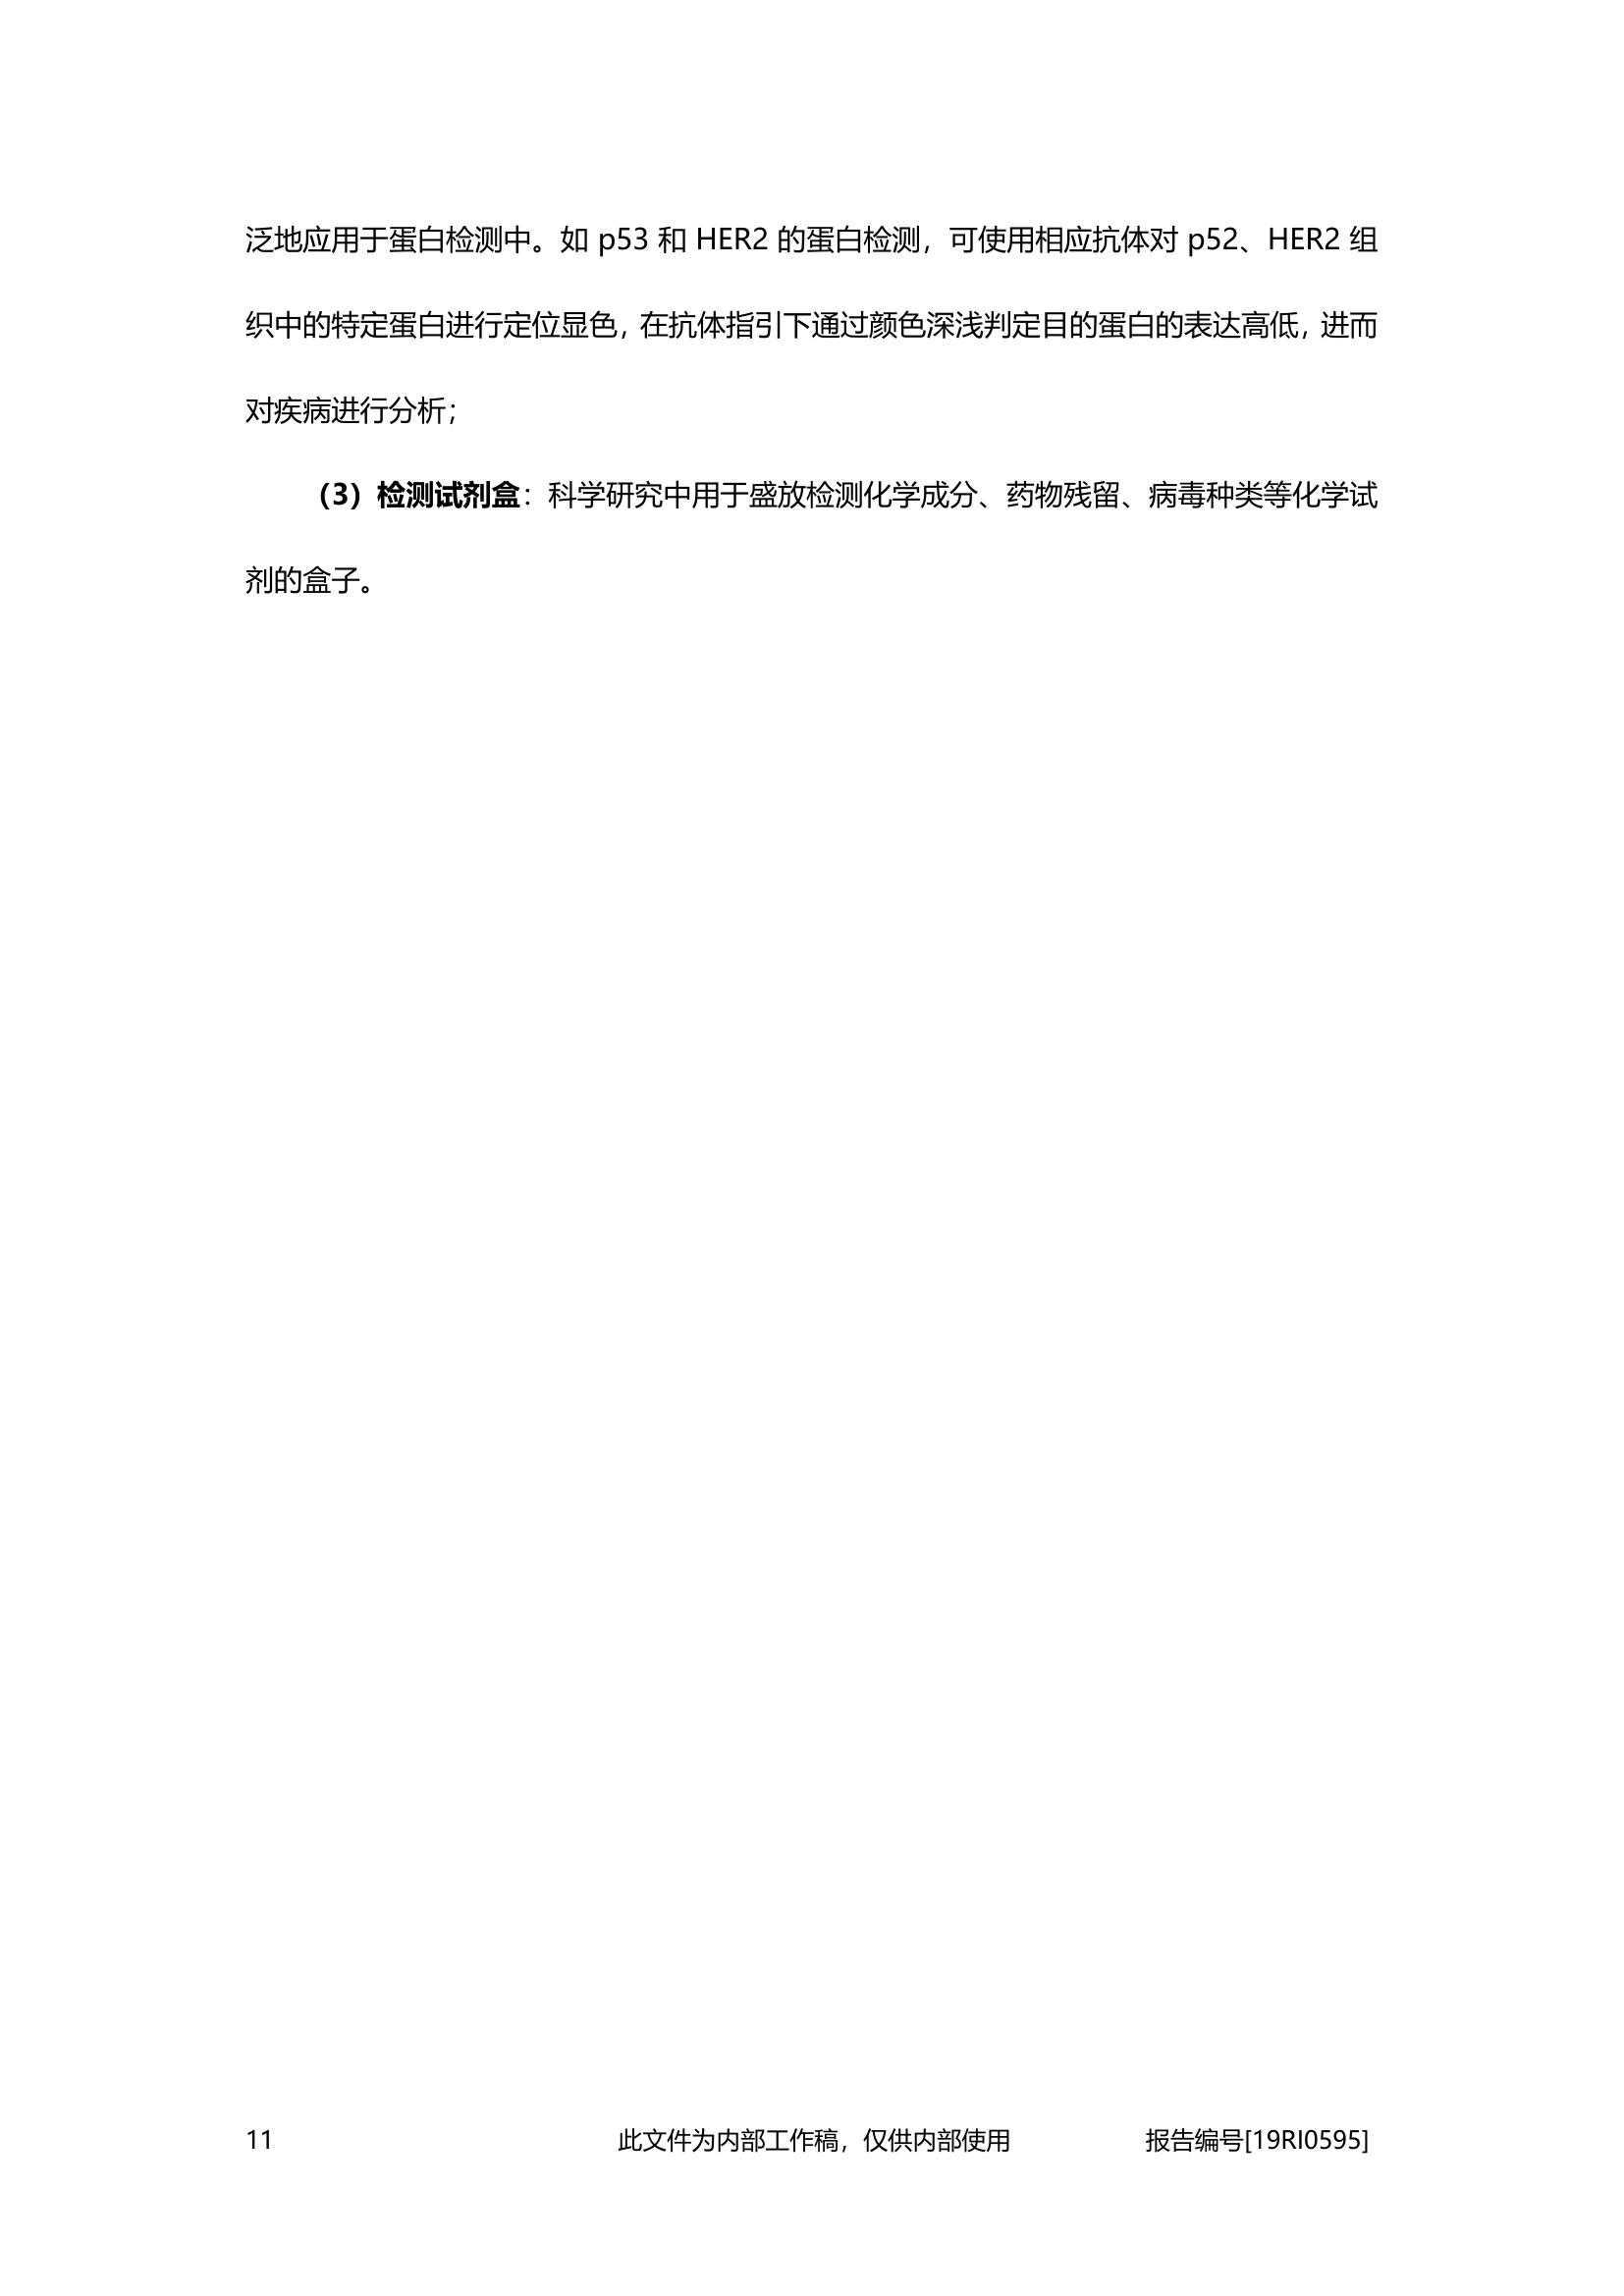 泛地应用于蛋白检测中。如 p53 和 HER2 的蛋白检测，可使用相应抗体对 p52、HER2 组
织中的特定蛋白进行定位显色，在抗体指引下通过颜色深浅判定目的蛋白的表达高低，进而
对疾病进行分析；
（3）检测试剂盒：科学研究中用于盛放检测化学成分、药物残留、病毒种类等化学试
剂的盒子。
11 此文件为内部工作稿，仅供内部使用 报告编号[19RI0595]